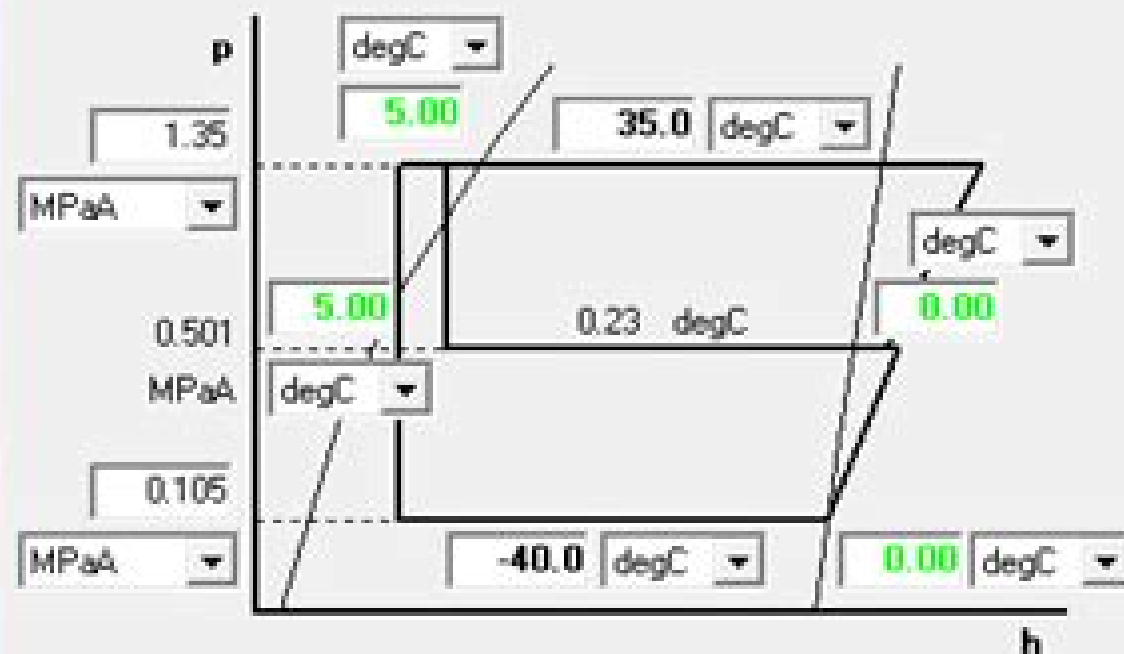 degC
p
5.00
35.0 degC
1.35
MPaA
degC
5.00
0.00
0.23 degC
0.501
MPaA
degC
0.105
-40.0 degC
0.00 degC
MPaA
h